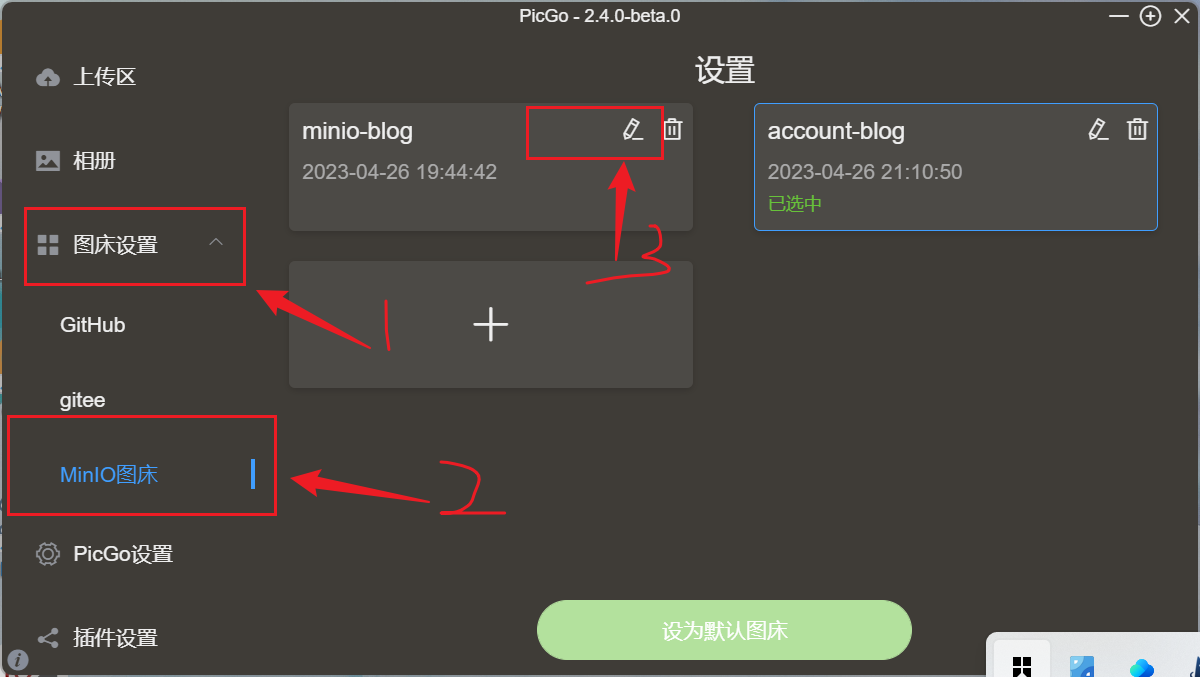 PicGo - 2.4.0-beta.0
上传区
相册
图床设置
GitHub
gitee
MinIO图床
PicGo设置
插件设置
设置
minio-blog
2023-04-26 19:44:42
account-blog
2023-04-26 21:10:50
已选中
1
2
3
设为默认图床